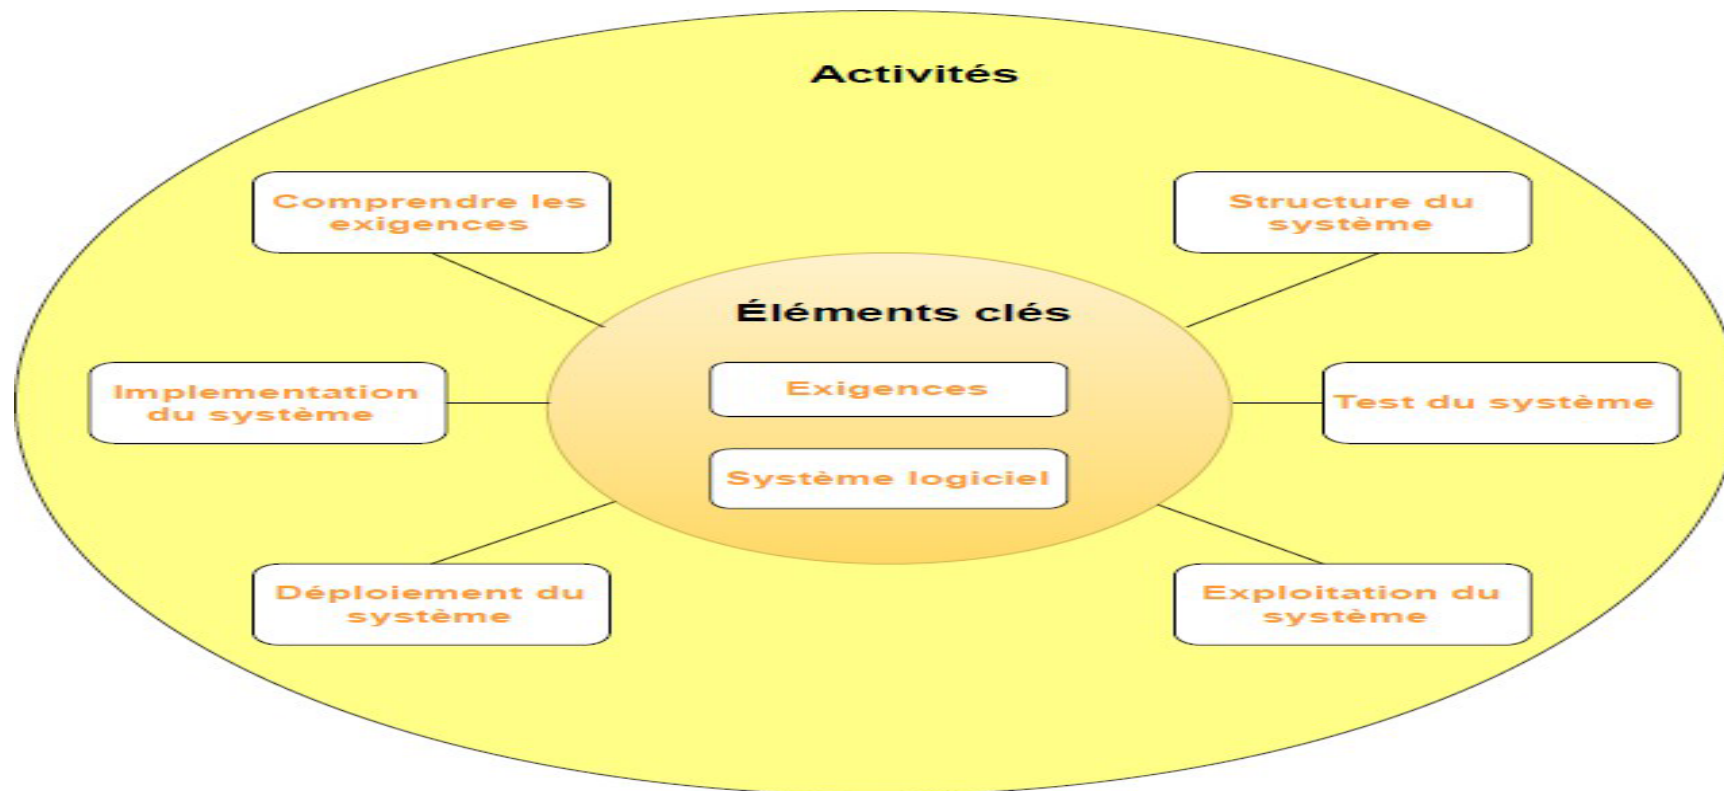 Activités
Comprendre les
exigences
Structure du
système
Éléments clés
Exigences
Implementation
du système
Test du système
Système logiciel
Déploiement du
système
Exploitation du
système